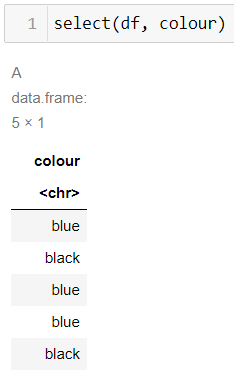 1 select(df, colour)
A
data.frame:
5 × 1
colour
<chr>
blue
black
blue
blue
black